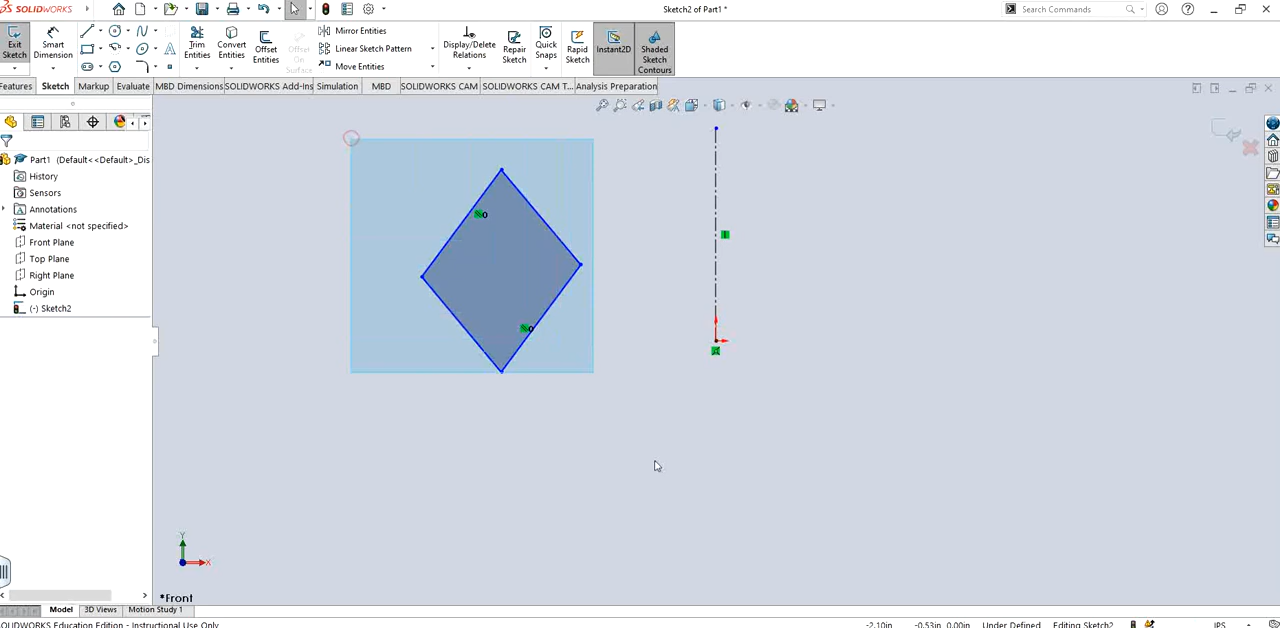 SOLIDWORKS
Sketch2 of Part1 *
Search Commands
Exit Sketch
Smart Dimension
Trim Entities
Convert Entities
Offset Entities
Offset On Surface
Mirror Entities
Linear Sketch Pattern
Move Entities
Display/Delete Relations
Repair Sketch
Quick Snaps
Rapid Sketch
Instant2D
Shaded Sketch Contours
Features Sketch Markup Evaluate MBD Dimensions SOLIDWORKS Add-Ins Simulation MBD SOLIDWORKS CAM SOLIDWORKS CAM T... Analysis Preparation
Part1 (Default<<Default>_Dis
History
Sensors
Annotations
Material <not specified>
Front Plane
Top Plane
Right Plane
Origin
(-) Sketch2
0
0
Y
X
*Front
Model 3D Views Motion Study 1
SOLIDWORKS Education Edition - Instructional Use Only
-2.10in -0.53in 0.00in Under Defined Editing Sketch2 IPS